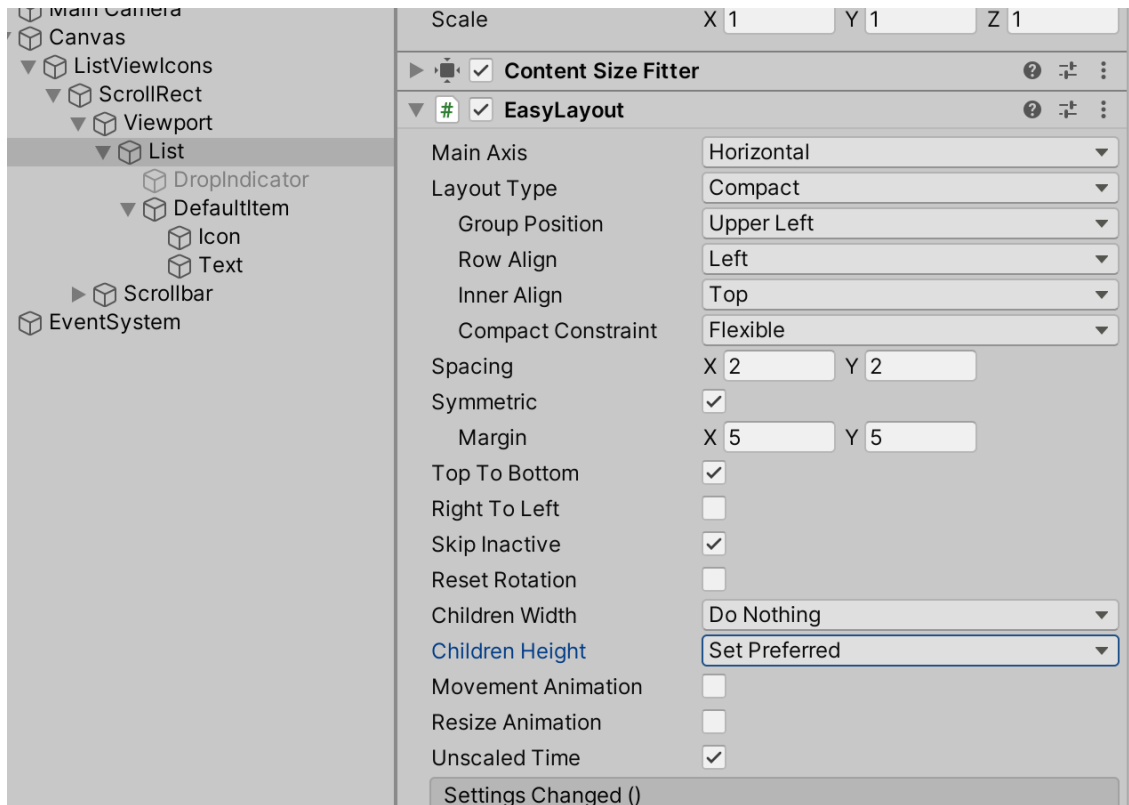 Main Camera
Canvas
ListViewIcons
ScrollRect
Viewport
List
DropIndicator
DefaultItem
Icon
Text
Scrollbar
EventSystem
Scale X 1 Y 1 Z 1
Content Size Fitter
# EasyLayout
Main Axis Horizontal
Layout Type Compact
Group Position Upper Left
Row Align Left
Inner Align Top
Compact Constraint Flexible
Spacing X 2 Y 2
Symmetric
Margin X 5 Y 5
Top To Bottom
Right To Left
Skip Inactive
Reset Rotation
Children Width Do Nothing
Children Height Set Preferred
Movement Animation
Resize Animation
Unscaled Time
Settings Changed ()